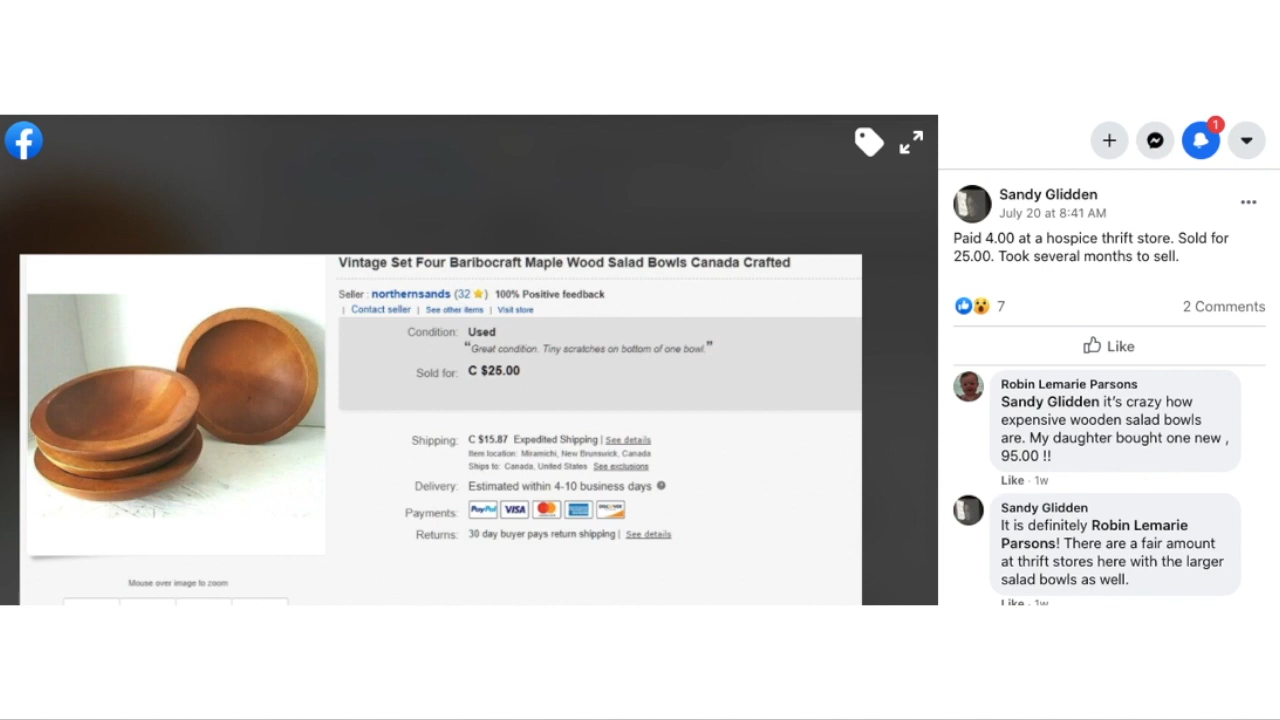 Vintage Set Four Baribocraft Maple Wood Salad Bowls Canada Crafted
Seller : northernsands (32 ⭐) 100% Positive feedback
| Contact seller | See other items | Visit store
Condition: Used
“Great condition. Tiny scratches on bottom of one bowl.”
Sold for: C $25.00
Shipping: C $15.87 Expedited Shipping | See details
Item location: Miramichi, New Brunswick, Canada
Ships to: Canada, United States See exclusions
Delivery: Estimated within 4-10 business days
Payments: PayPal VISA MasterCard DISCOVER
Returns: 30 day buyer pays return shipping | See details
Mouse over image to zoom
1
Sandy Glidden
July 20 at 8:41 AM
Paid 4.00 at a hospice thrift store. Sold for
25.00. Took several months to sell.
7 2 Comments
Like
Robin Lemarie Parsons
Sandy Glidden it’s crazy how
expensive wooden salad bowls
are. My daughter bought one new ,
95.00 !!
Like · 1w
Sandy Glidden
It is definitely Robin Lemarie
Parsons! There are a fair amount
at thrift stores here with the larger
salad bowls as well.
Like · 1w